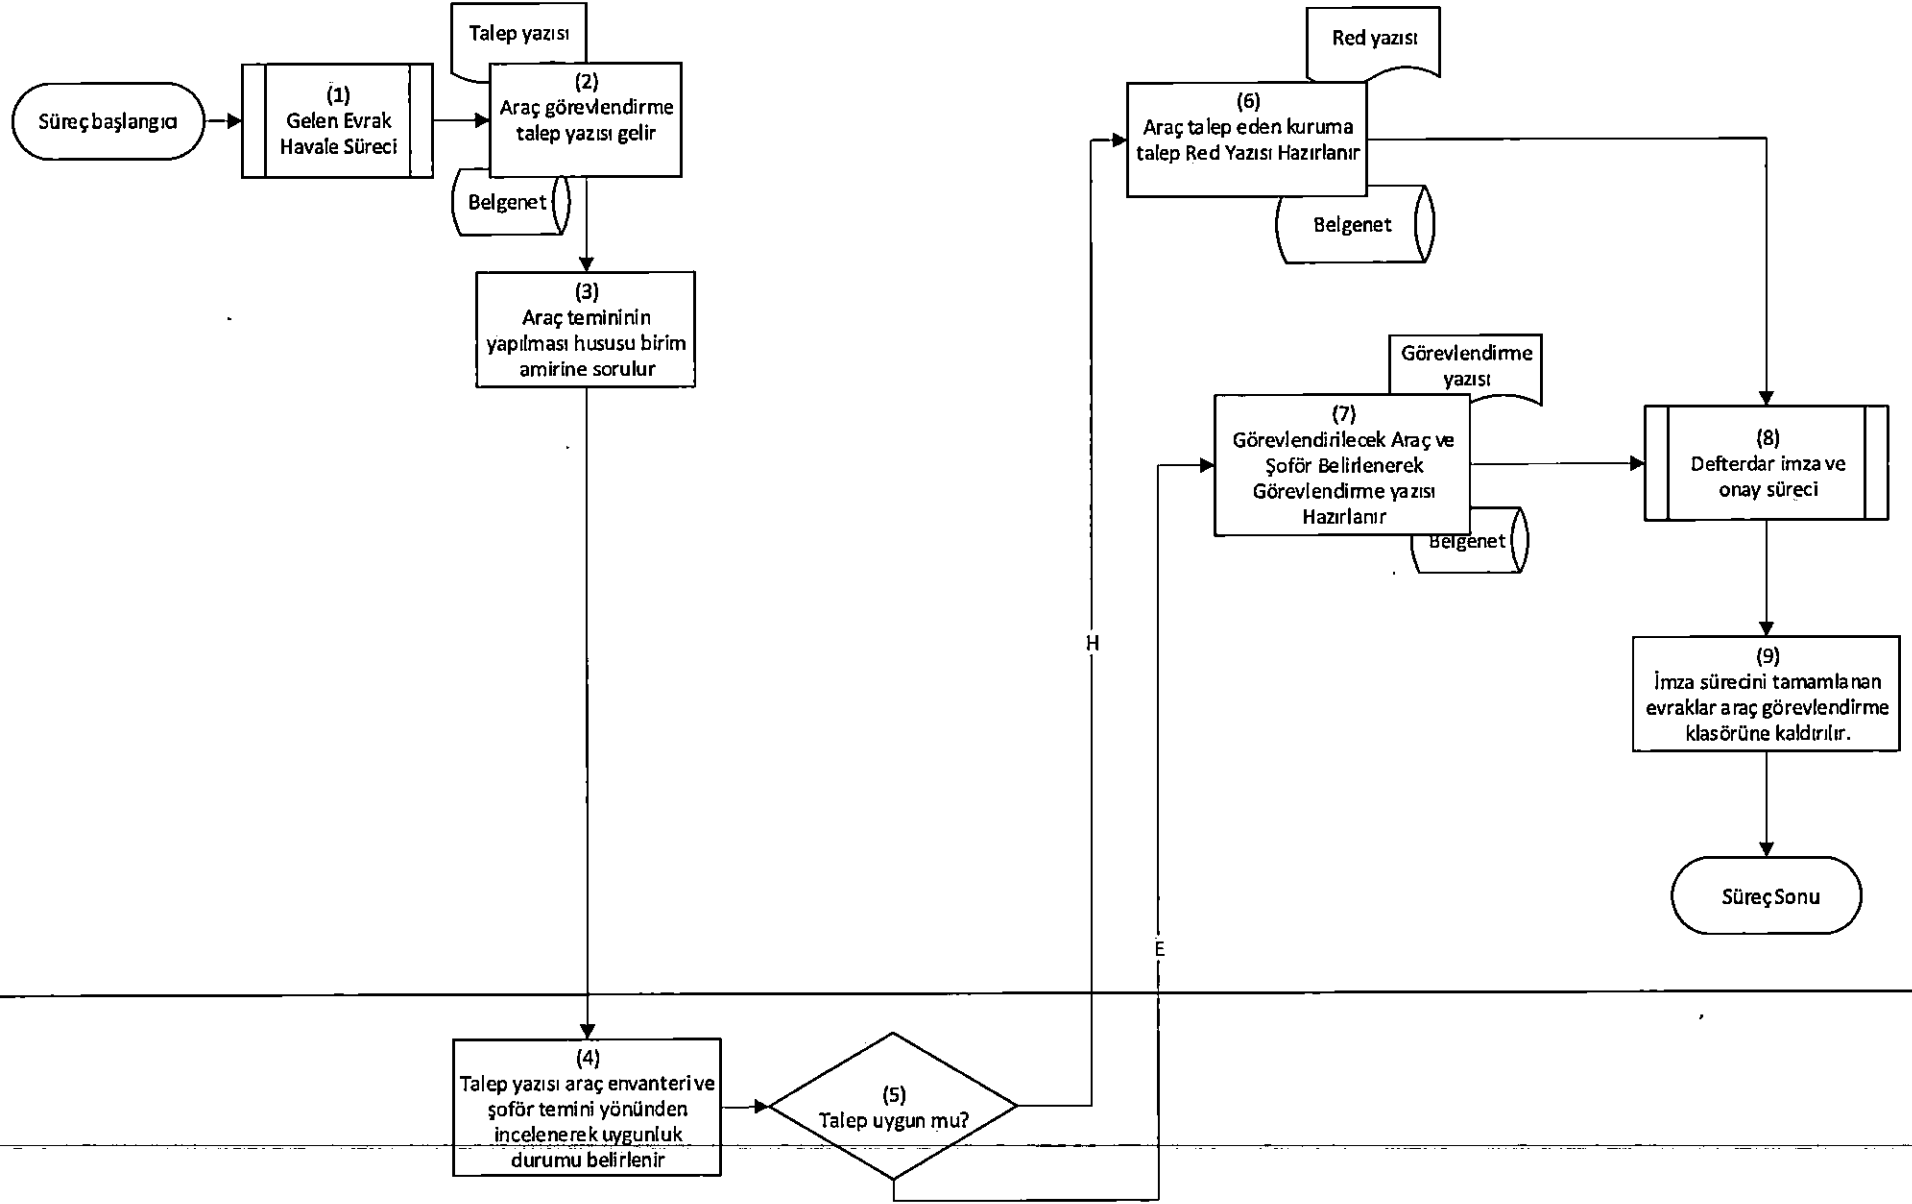 Süreç başlangıcı
(1)
Gelen Evrak
Havale Süreci
Talep yazısı
(2)
Araç görevlendirme
talep yazısı gelir
Belgenet
(3)
Araç temininin
yapılması hususu birim
amirine sorulur
(4)
Talep yazısı araç envanteri ve
şoför temini yönünden
incelenerek uygunluk
durumu belirlenir
(5)
Talep uygun mu?
H
E
Red yazısı
(6)
Araç talep eden kuruma
talep Red Yazısı Hazırlanır
Belgenet
Görevlendirme
yazısı
(7)
Görevlendirilecek Araç ve
Şoför Belirlenerek
Görevlendirme yazısı
Hazırlanır
Belgenet
(8)
Defterdar imza ve
onay süreci
(9)
İmza sürecini tamamlanan
evraklar araç görevlendirme
klasörüne kaldırılır.
Süreç Sonu